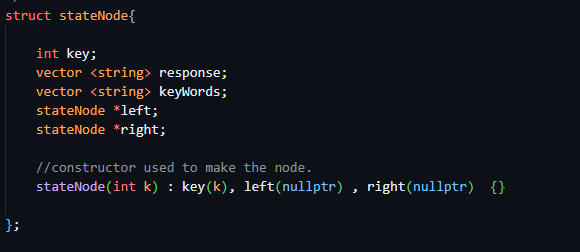 struct stateNode{
int key;
vector <string> response;
vector <string> keyWords;
stateNode *left;
stateNode *right;
//constructor used to make the node.
stateNode(int k) : key(k), left(nullptr) , right(nullptr)  {}
};